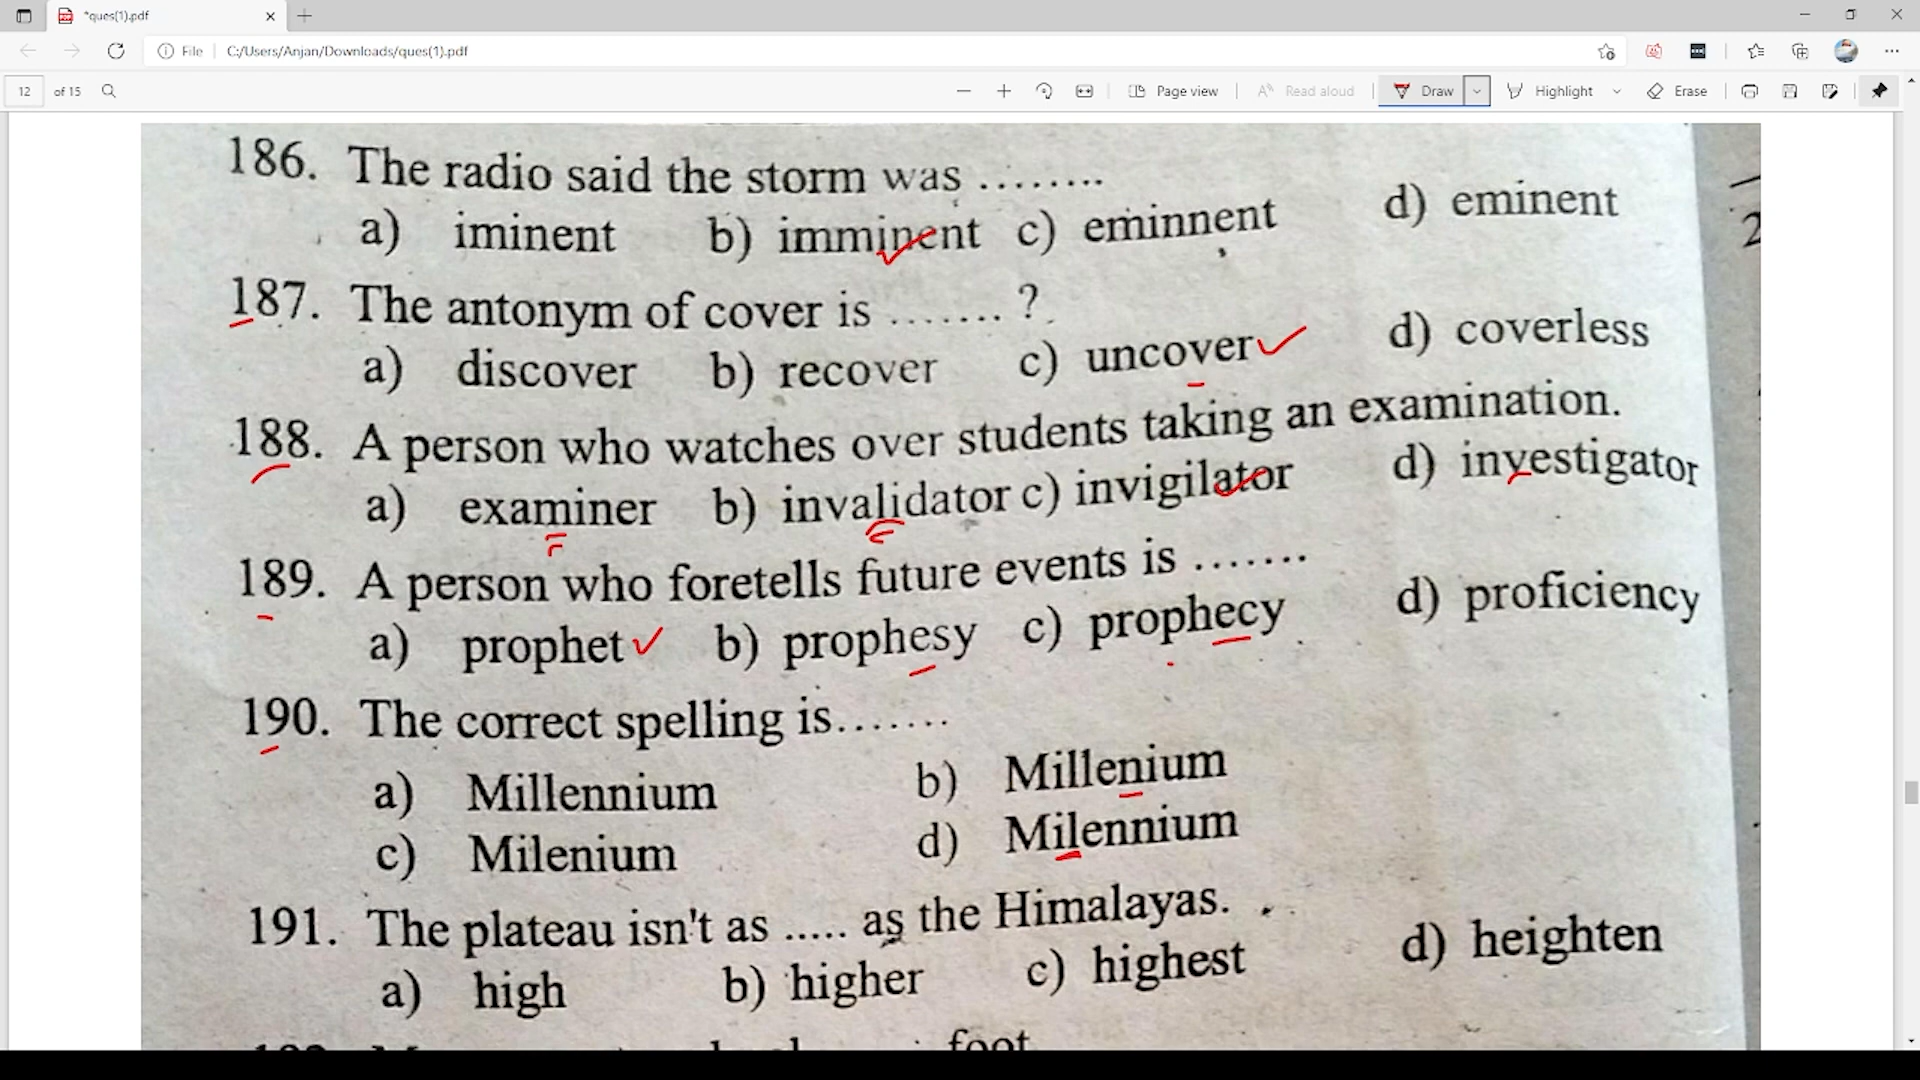 *ques(1).pdf
File C:/Users/Anjan/Downloads/ques(1).pdf
12 of 15 Page view Read aloud Draw Highlight Erase
186. The radio said the storm was ........
a) iminent b) imminent c) eminnent d) eminent
187. The antonym of cover is ....... ?
a) discover b) recover c) uncover d) coverless
188. A person who watches over students taking an examination.
a) examiner b) invalidator c) invigilator d) investigator
189. A person who foretells future events is .......
a) prophet b) prophesy c) prophecy d) proficiency
190. The correct spelling is.......
a) Millennium b) Millenium
c) Milenium d) Milennium
191. The plateau isn't as ..... as the Himalayas.
a) high b) higher c) highest d) heighten
foot